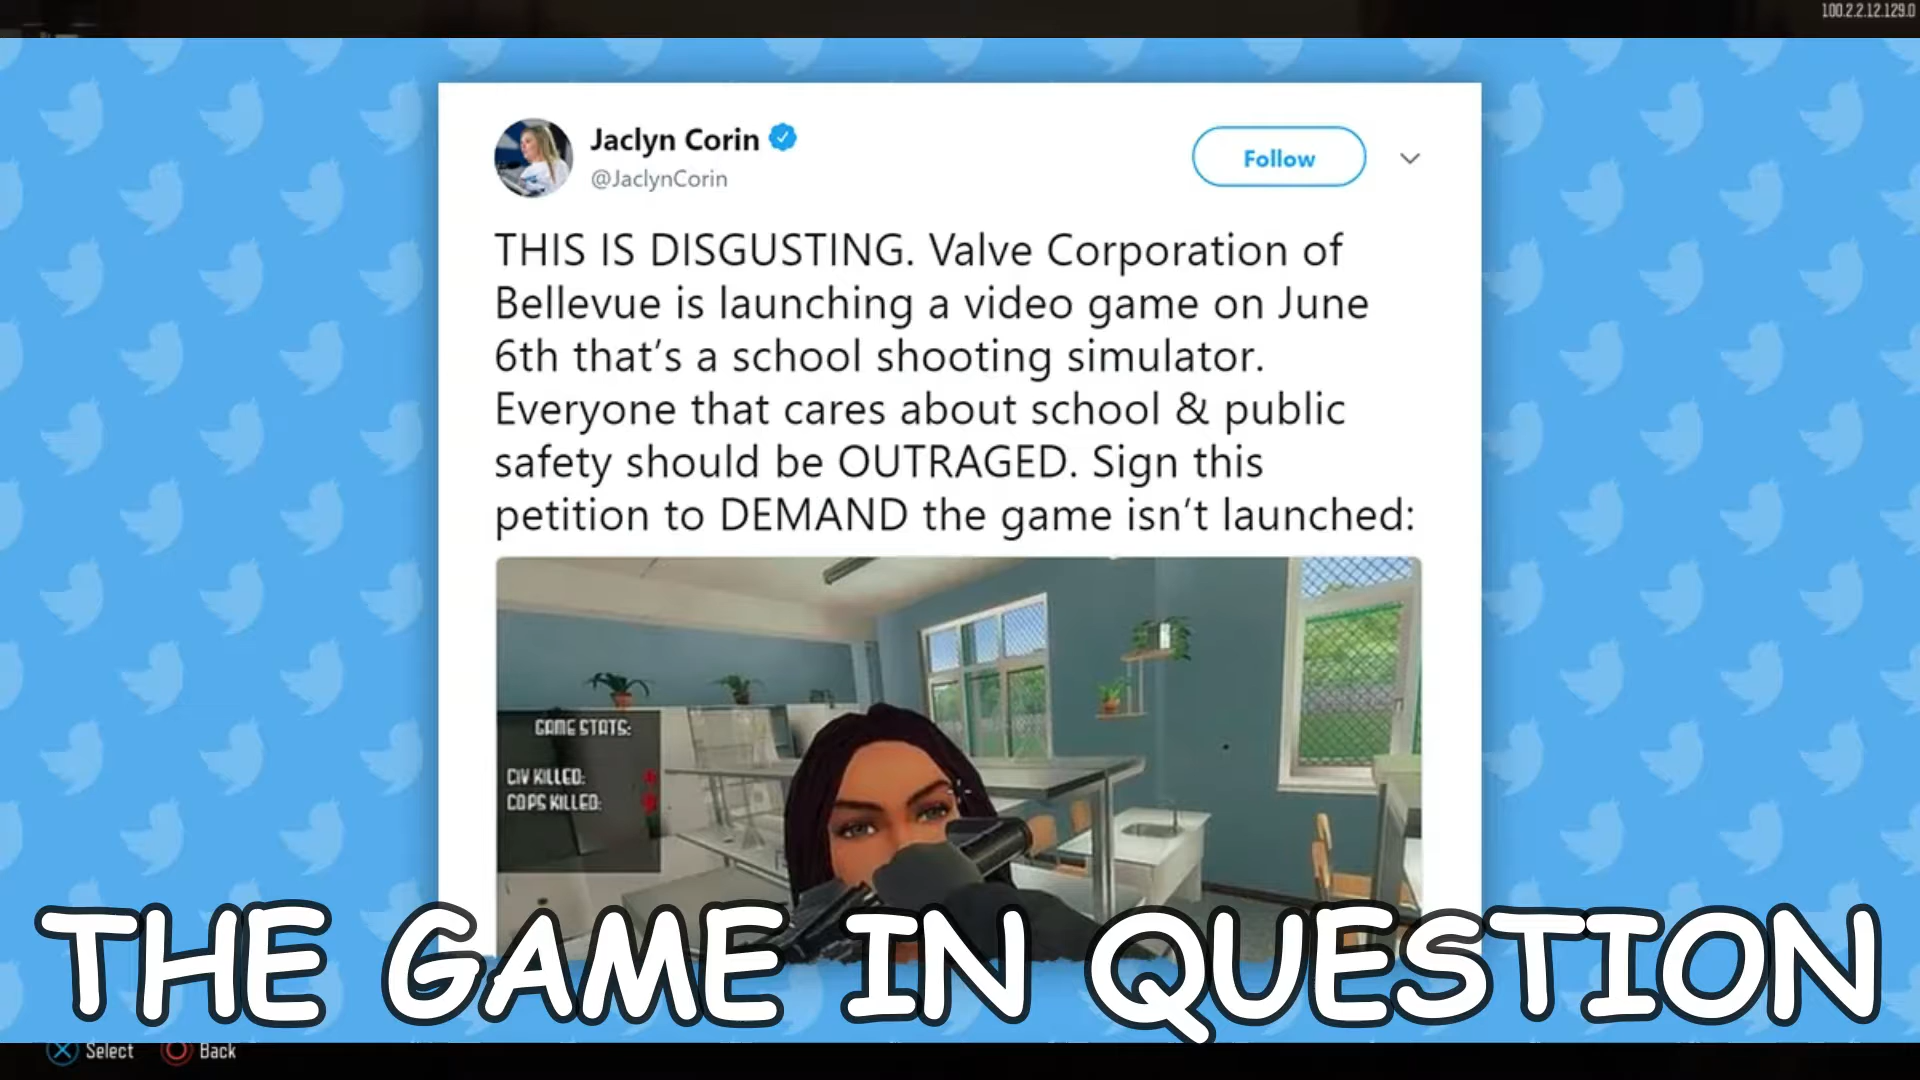 100.2.2.12.129.0
Jaclyn Corin
@JaclynCorin
Follow
THIS IS DISGUSTING. Valve Corporation of
Bellevue is launching a video game on June
6th that's a school shooting simulator.
Everyone that cares about school & public
safety should be OUTRAGED. Sign this
petition to DEMAND the game isn't launched:
GAME STATS:
CIV KILLED:
COPS KILLED:
THE GAME IN QUESTION
Select
Back